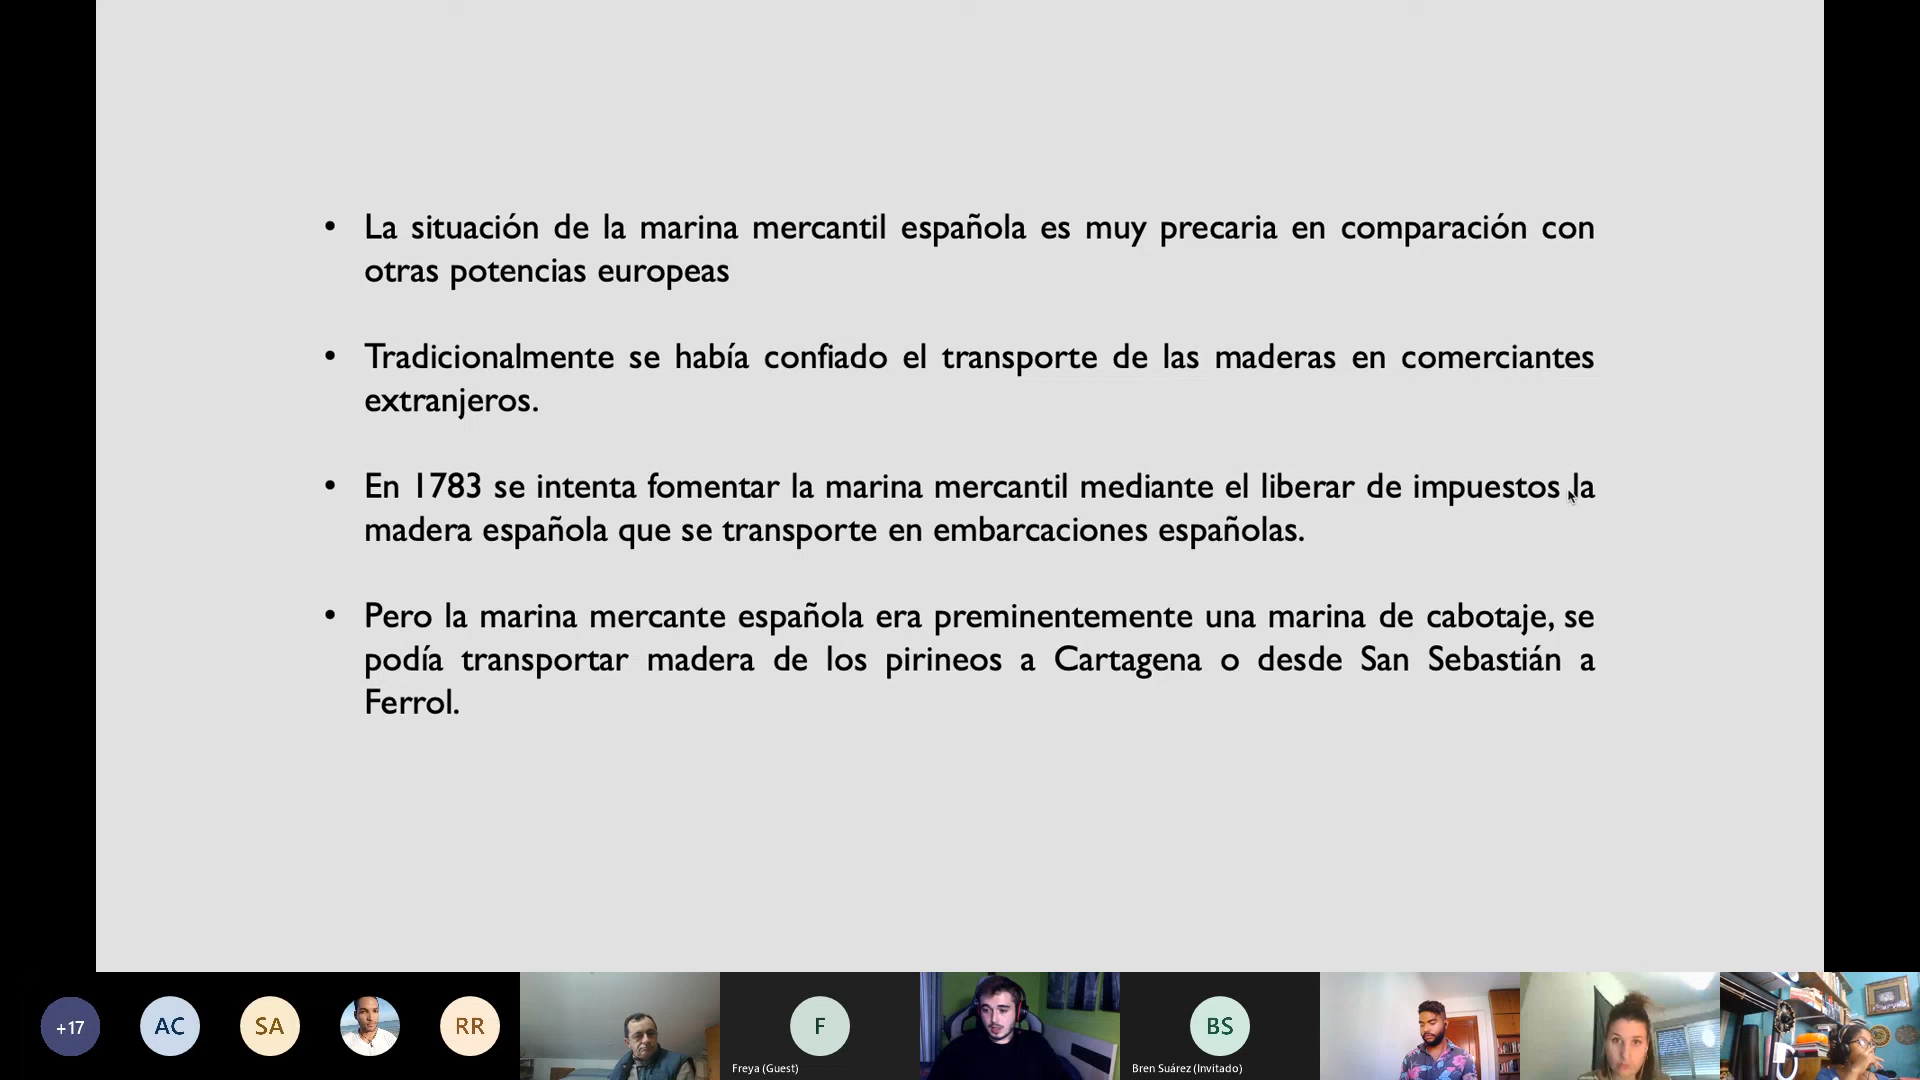 • La situación de la marina mercantil española es muy precaria en comparación con
otras potencias europeas
• Tradicionalmente se había confiado el transporte de las maderas en comerciantes
extranjeros.
• En 1783 se intenta fomentar la marina mercantil mediante el liberar de impuestos la
madera española que se transporte en embarcaciones españolas.
• Pero la marina mercante española era preminentemente una marina de cabotaje, se
podía transportar madera de los pirineos a Cartagena o desde San Sebastián a
Ferrol.
+17
AC
SA
RR
F
Freya (Guest)
BS
Bren Suárez (Invitado)